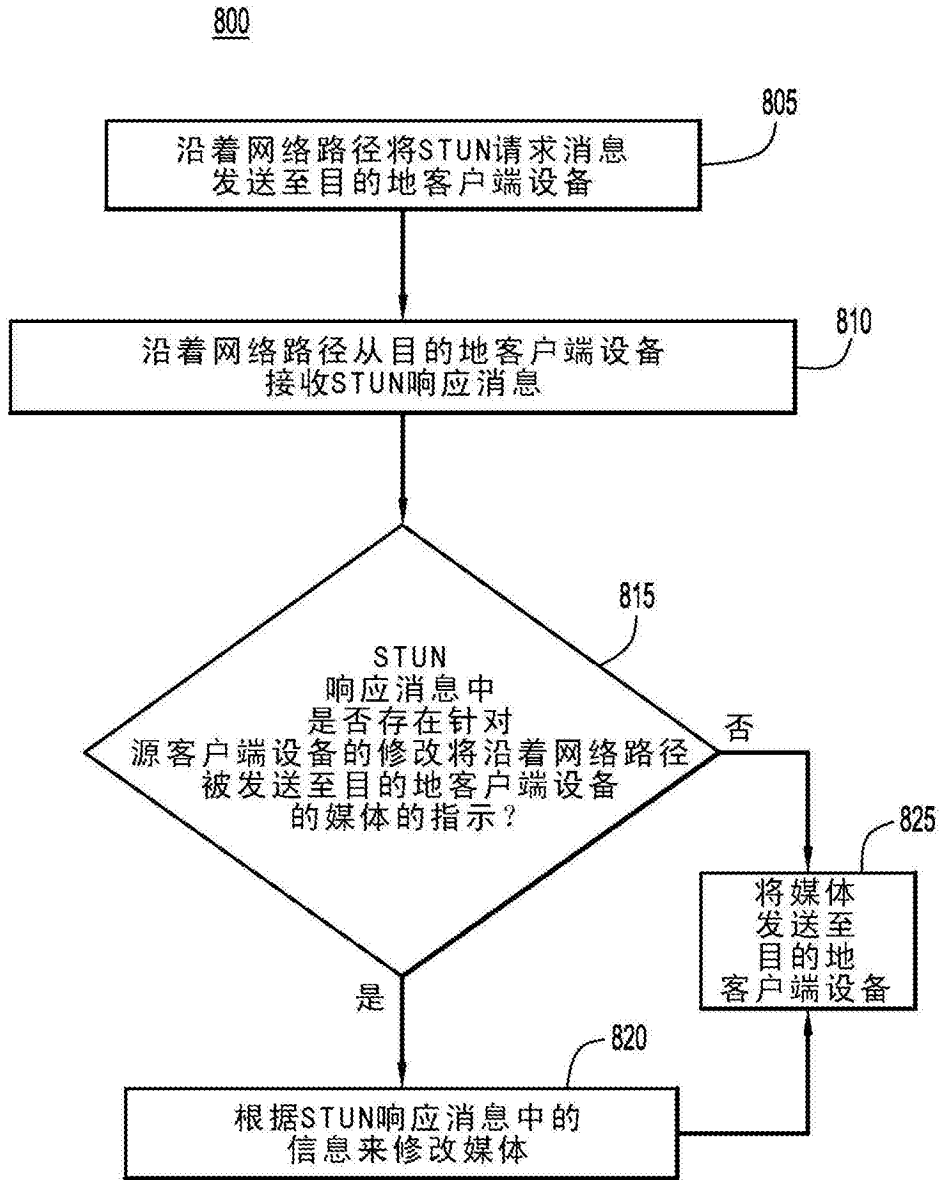 800
805
沿着网络路径将STUN请求消息
发送至目的地客户端设备
810
沿着网络路径从目的地客户端设备
接收STUN响应消息
815
STUN
响应消息中
是否存在针对
源客户端设备的修改将沿着网络路径
被发送至目的地客户端设备
的媒体的指示？
否
825
将媒体
发送至
目的地
客户端设备
是
820
根据STUN响应消息中的
信息来修改媒体